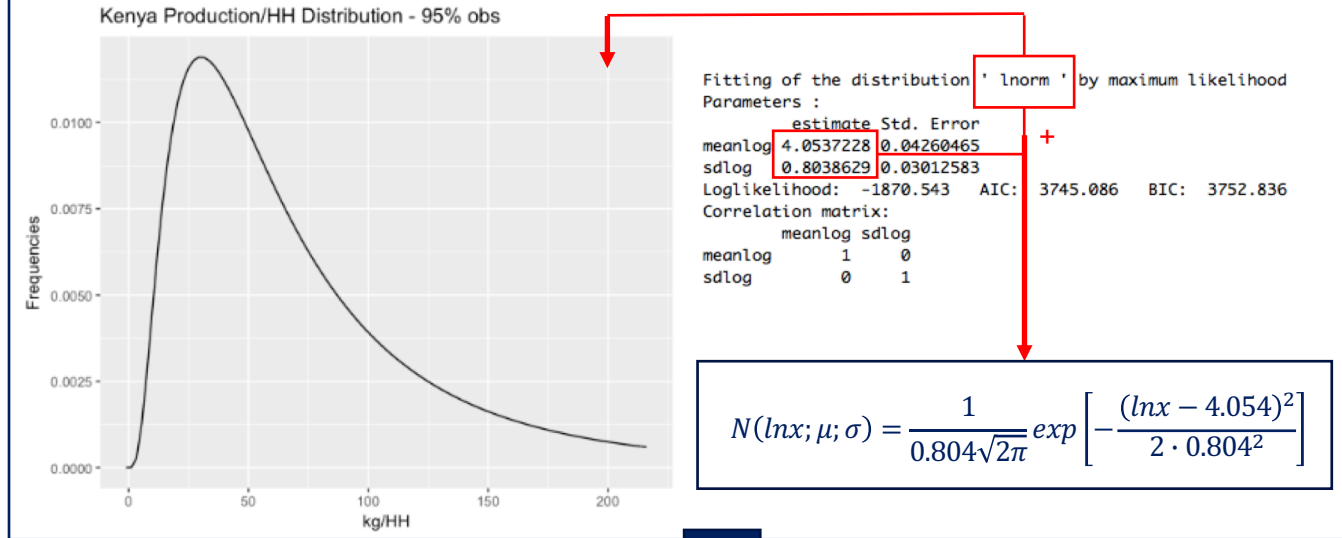 Kenya Production/HH Distribution - 95% obs
0.0100
0.0075
0.0050
0.0025
0.0000
Frequencies
0 50 100 150 200
kg/HH
Fitting of the distribution ' lnorm ' by maximum likelihood
Parameters :
estimate Std. Error
meanlog 4.0537228 0.04260465
sdlog 0.8038629 0.03012583
Loglikelihood: -1870.543 AIC: 3745.086 BIC: 3752.836
Correlation matrix:
meanlog sdlog
meanlog 1 0
sdlog 0 1
+
N(lnx; μ; σ) = 1 / (0.804√2π) exp [ − (lnx − 4.054)² / (2 · 0.804²) ]